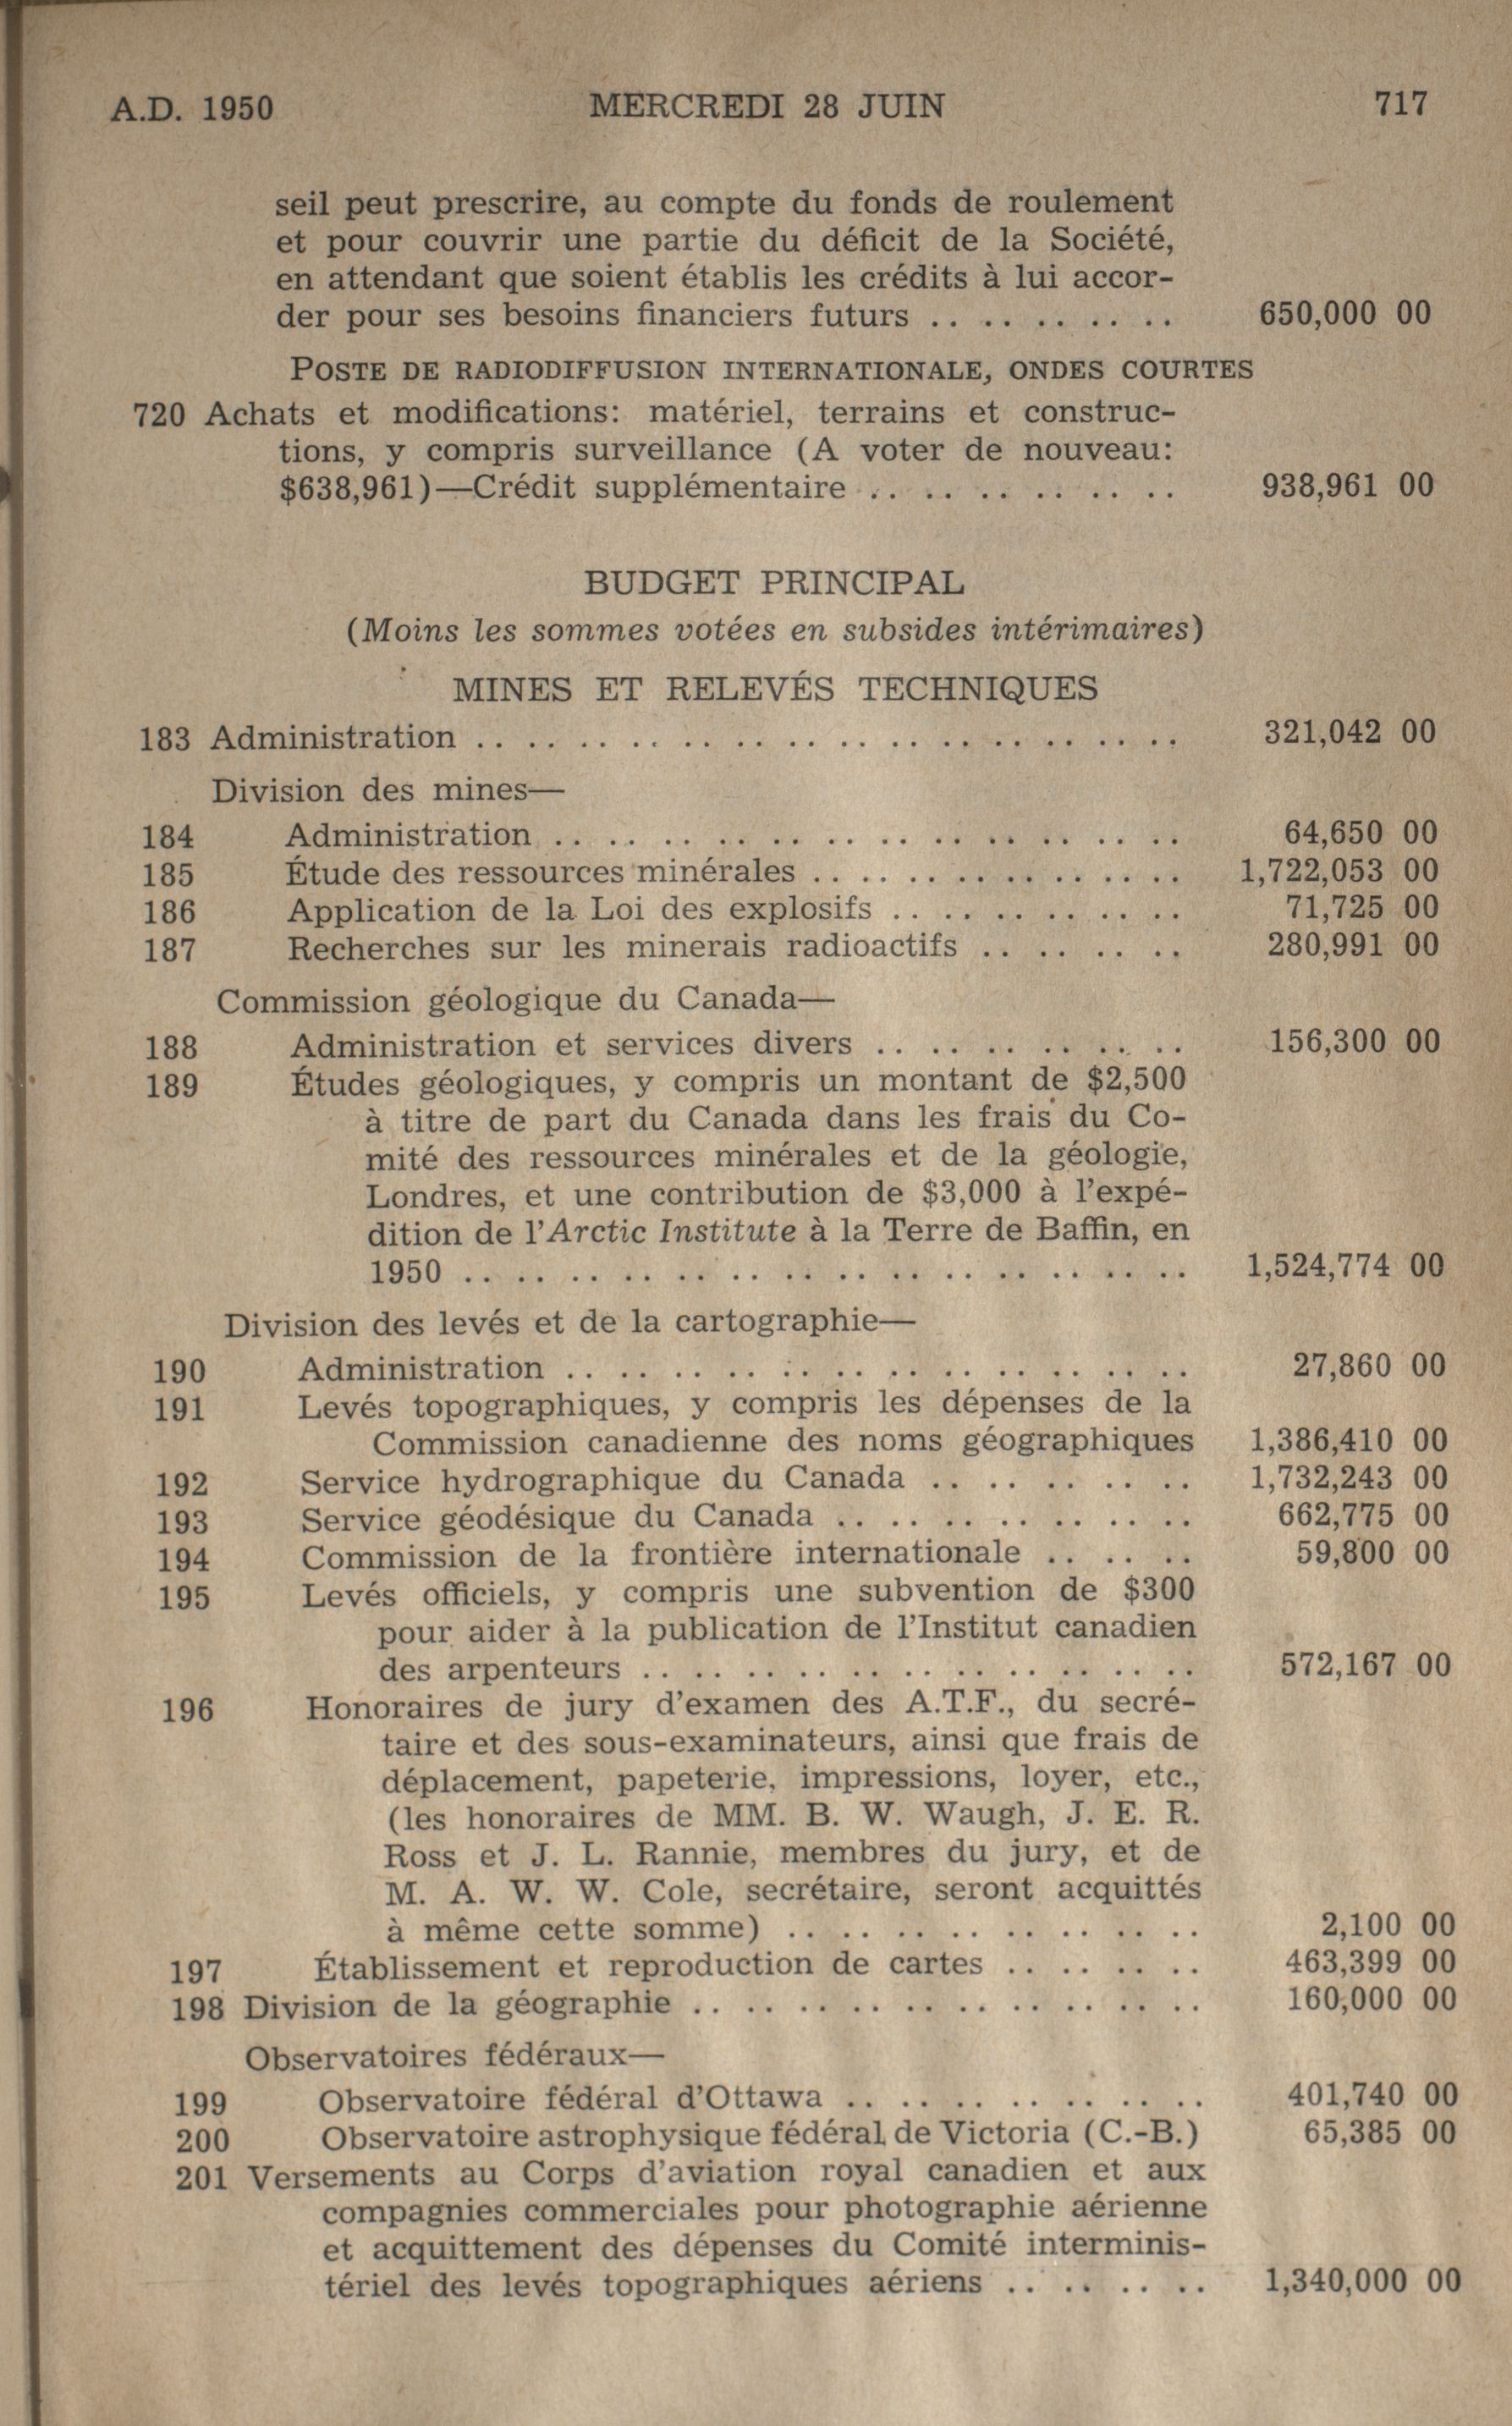 A.D. 1950 MERCREDI 28 JUIN 717
seil peut prescrire, au compte du fonds de roulement
et pour couvrir une partie du déficit de la Société,
en attendant que soient établis les crédits à lui accor-
der pour ses besoins financiers futurs . . . . . . . . . . 650,000 00
POSTE DE RADIODIFFUSION INTERNATIONALE, ONDES COURTES
720 Achats et modifications: matériel, terrains et construc-
tions, y compris surveillance (A voter de nouveau:
$638,961)—Crédit supplémentaire . . . . . . . . . . . . 938,961 00
BUDGET PRINCIPAL
(Moins les sommes votées en subsides intérimaires)
MINES ET RELEVÉS TECHNIQUES
183 Administration . . . . . . . . . . . . . . . . . . . . . . . . . . . . 321,042 00
Division des mines—
184 Administration . . . . . . . . . . . . . . . . . . . . . . . . 64,650 00
185 Étude des ressources minérales . . . . . . . . . . . . . . . 1,722,053 00
186 Application de la Loi des explosifs . . . . . . . . . . . . 71,725 00
187 Recherches sur les minerais radioactifs . . . . . . . . 280,991 00
Commission géologique du Canada—
188 Administration et services divers . . . . . . . . . . . . 156,300 00
189 Études géologiques, y compris un montant de $2,500
à titre de part du Canada dans les frais du Co-
mité des ressources minérales et de la géologie,
Londres, et une contribution de $3,000 à l'expé-
dition de l'Arctic Institute à la Terre de Baffin, en
1950 . . . . . . . . . . . . . . . . . . . . . . . . . . . . 1,524,774 00
Division des levés et de la cartographie—
190 Administration . . . . . . . . . . . . . . . . . . . . . . . . 27,860 00
191 Levés topographiques, y compris les dépenses de la
Commission canadienne des noms géographiques 1,386,410 00
192 Service hydrographique du Canada . . . . . . . . . . 1,732,243 00
193 Service géodésique du Canada . . . . . . . . . . . . . . 662,775 00
194 Commission de la frontière internationale . . . . . . 59,800 00
195 Levés officiels, y compris une subvention de $300
pour aider à la publication de l'Institut canadien
des arpenteurs . . . . . . . . . . . . . . . . . . . . . . 572,167 00
196 Honoraires de jury d'examen des A.T.F., du secré-
taire et des sous-examinateurs, ainsi que frais de
déplacement, papeterie, impressions, loyer, etc.,
(les honoraires de MM. B. W. Waugh, J. E. R.
Ross et J. L. Rannie, membres du jury, et de
M. A. W. W. Cole, secrétaire, seront acquittés
à même cette somme) . . . . . . . . . . . . . . . . 2,100 00
197 Établissement et reproduction de cartes . . . . . . . . 463,399 00
198 Division de la géographie . . . . . . . . . . . . . . . . . . . . 160,000 00
Observatoires fédéraux—
199 Observatoire fédéral d'Ottawa . . . . . . . . . . . . . . 401,740 00
200 Observatoire astrophysique fédéral de Victoria (C.-B.) 65,385 00
201 Versements au Corps d'aviation royal canadien et aux
compagnies commerciales pour photographie aérienne
et acquittement des dépenses du Comité interminis-
tériel des levés topographiques aériens . . . . . . . . 1,340,000 00